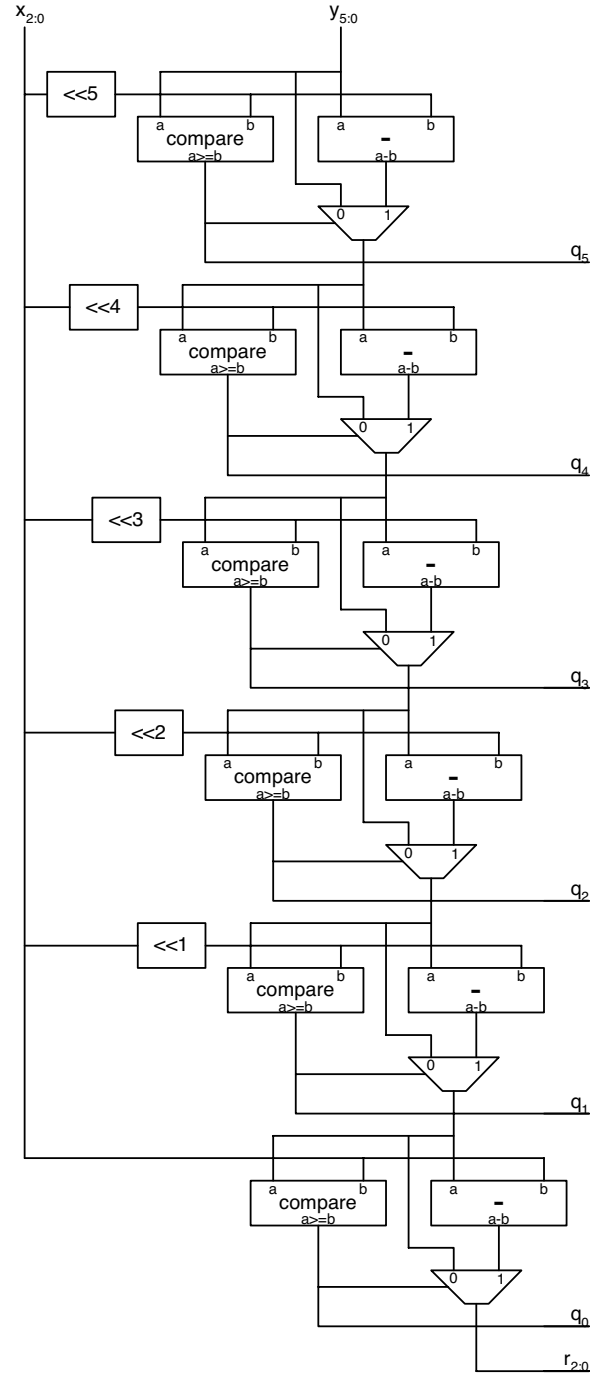 x2:0 y5:0
<<5
a b a b
compare -
a>=b a-b
0 1
q5
<<4
a b a b
compare -
a>=b a-b
0 1
q4
<<3
a b a b
compare -
a>=b a-b
0 1
q3
<<2
a b a b
compare -
a>=b a-b
0 1
q2
<<1
a b a b
compare -
a>=b a-b
0 1
q1
a b a b
compare -
a>=b a-b
0 1
q0
r2:0